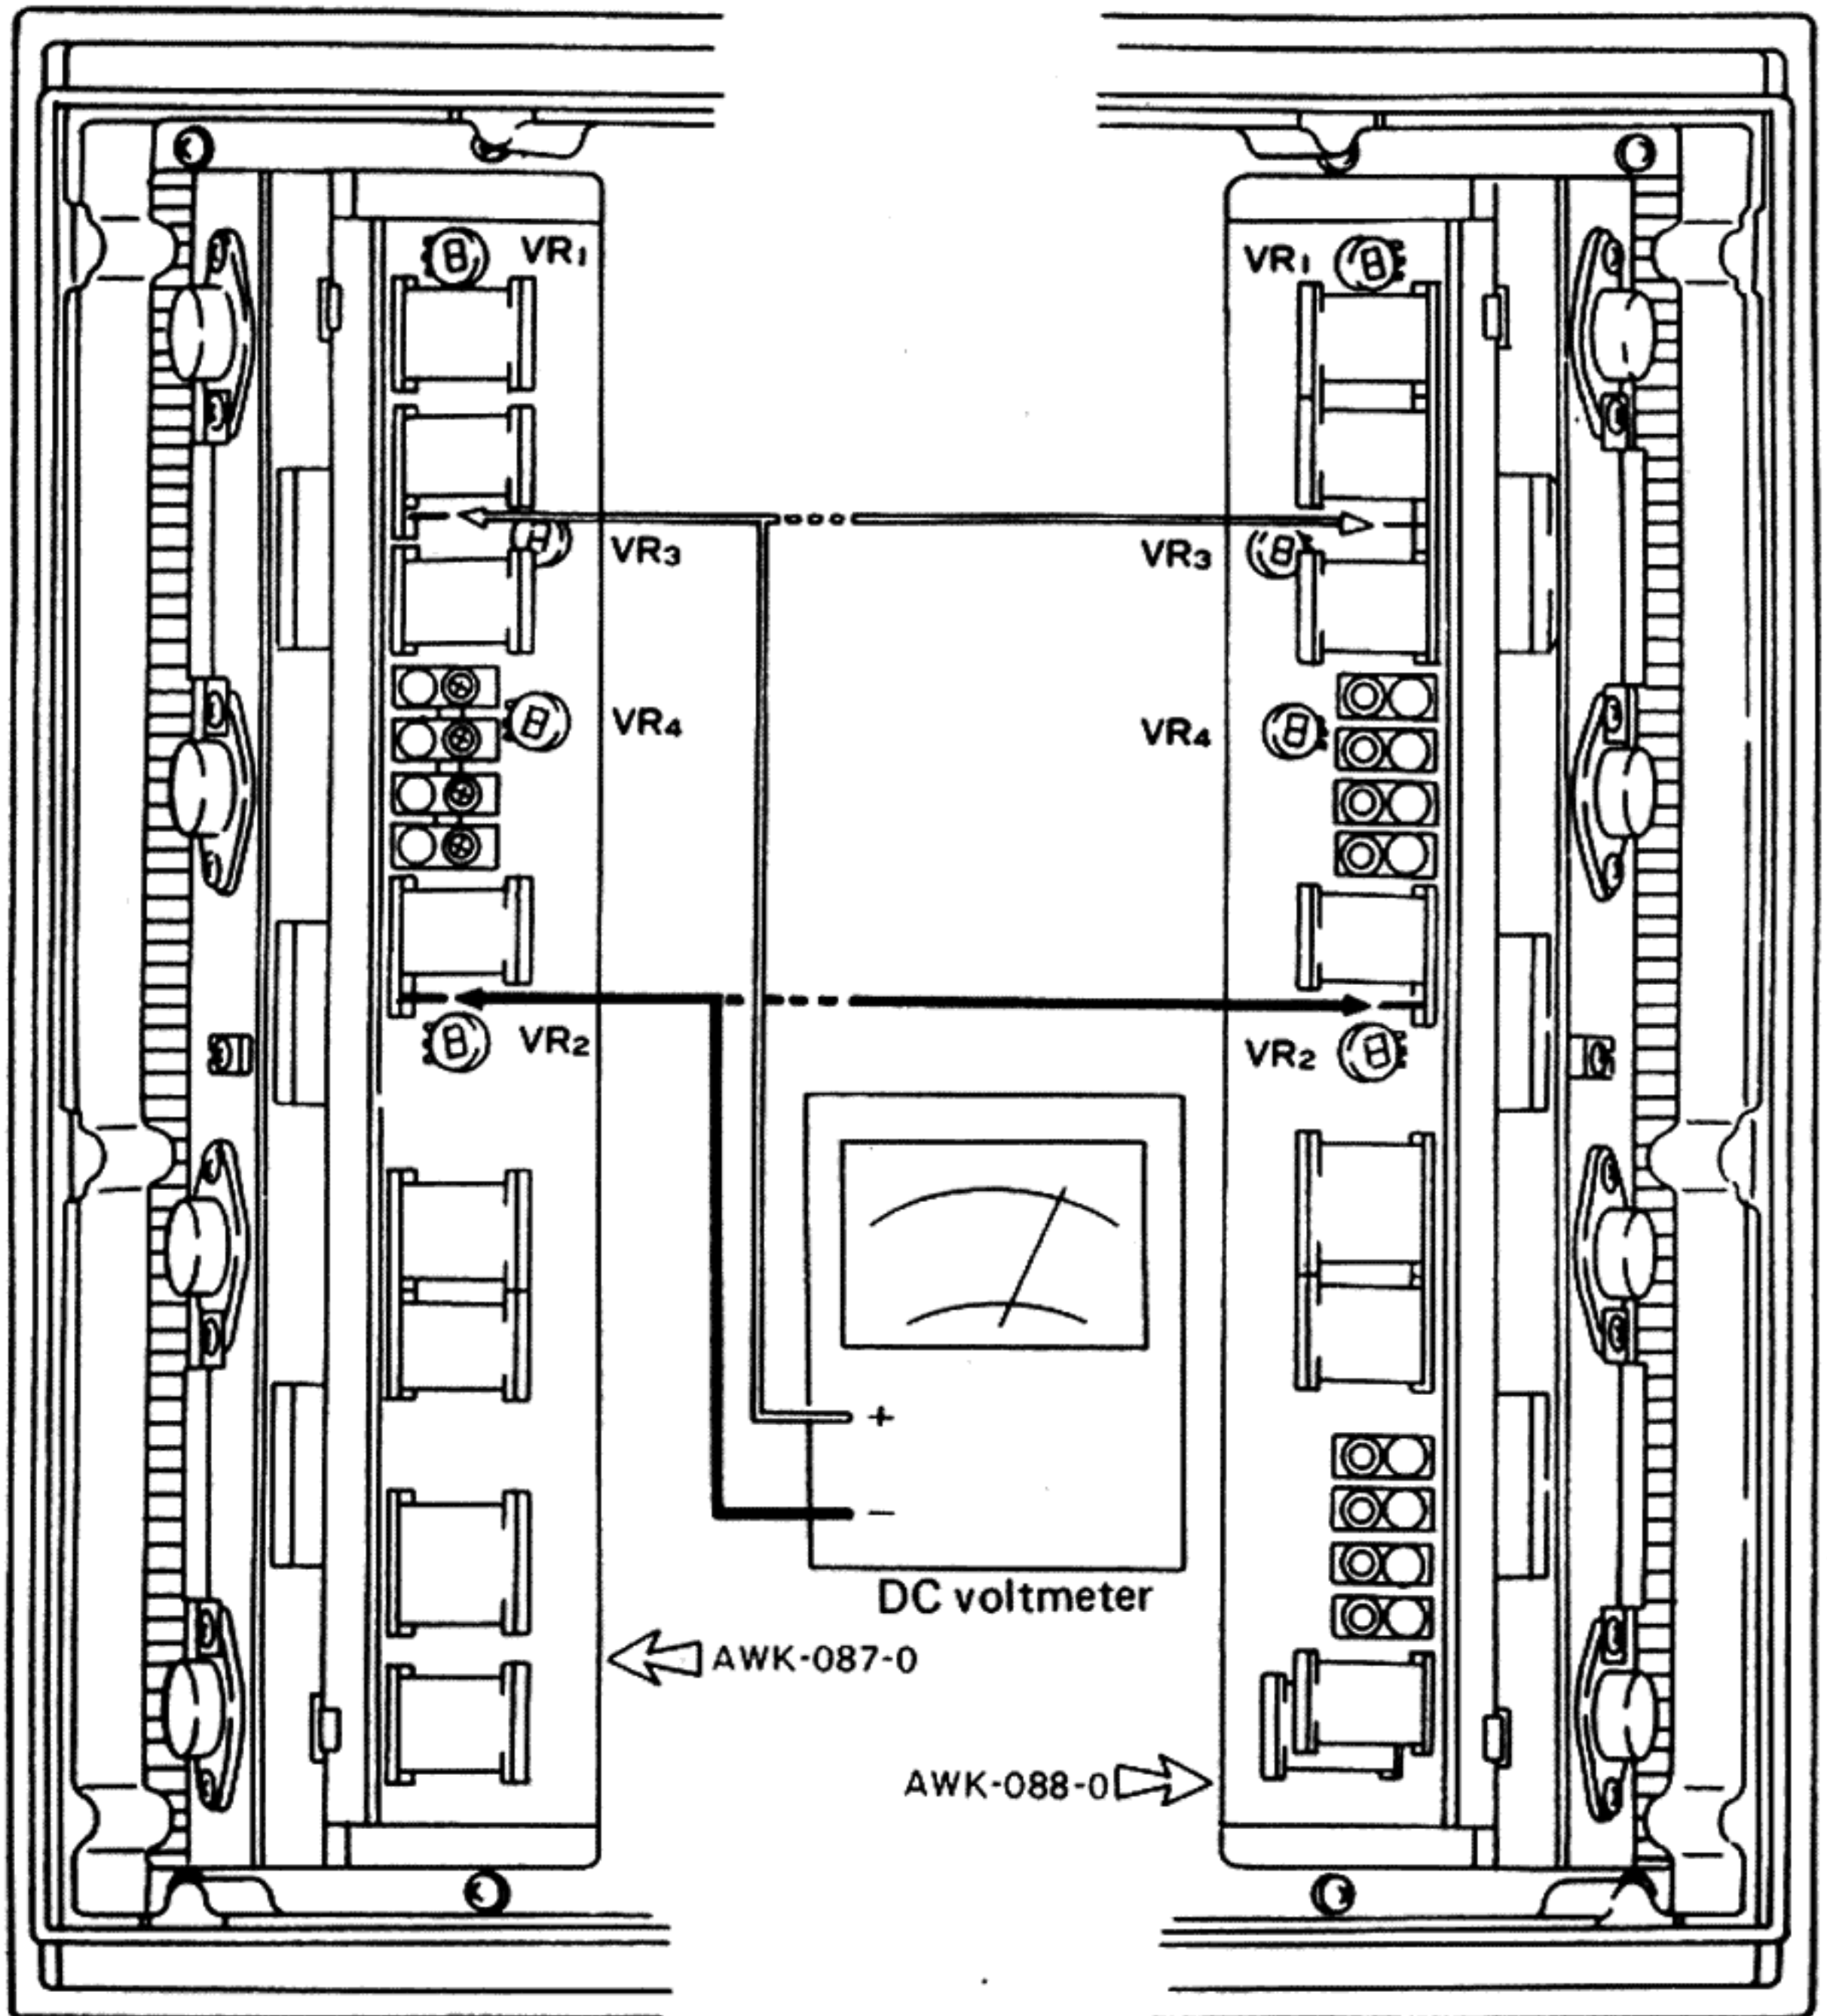 VR1 VR1
VR3 VR3
VR4 VR4
VR2 VR2
+
−
DC voltmeter
AWK-087-0
AWK-088-0